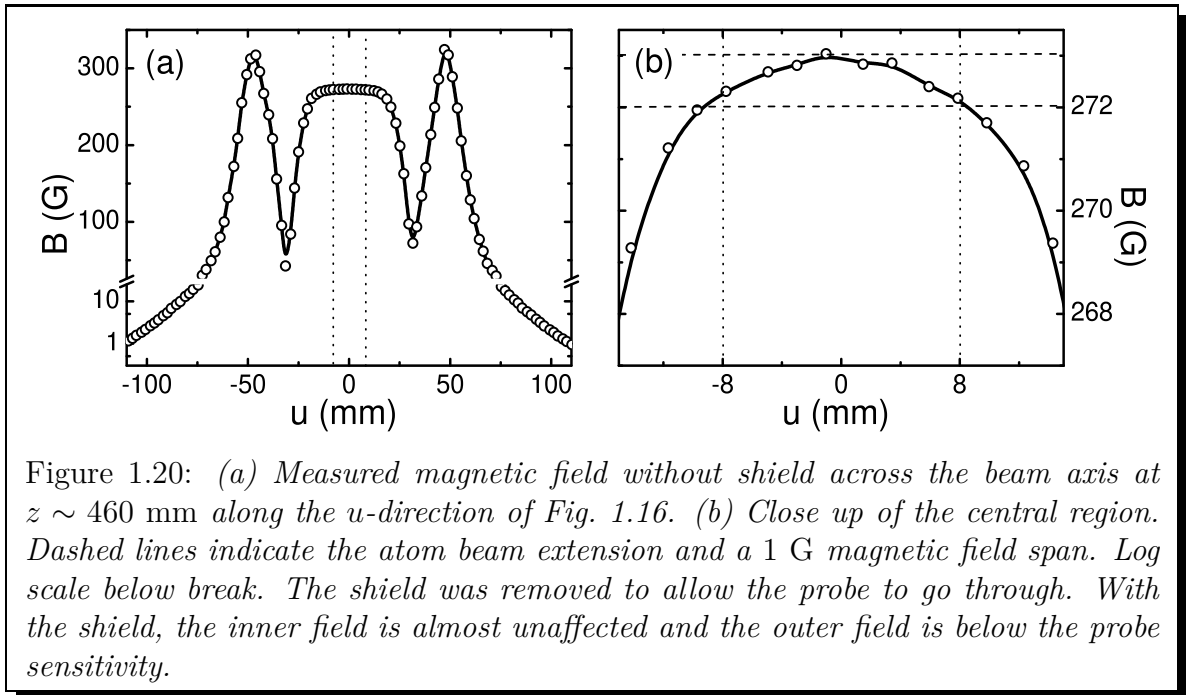 (a)
B (G)
300
200
100
10
1
-100 -50 0 50 100
u (mm)
(b)
272
270
268
B (G)
-8 0 8
u (mm)
Figure 1.20: (a) Measured magnetic field without shield across the beam axis at
z ∼ 460 mm along the u-direction of Fig. 1.16. (b) Close up of the central region.
Dashed lines indicate the atom beam extension and a 1 G magnetic field span. Log
scale below break. The shield was removed to allow the probe to go through. With
the shield, the inner field is almost unaffected and the outer field is below the probe
sensitivity.